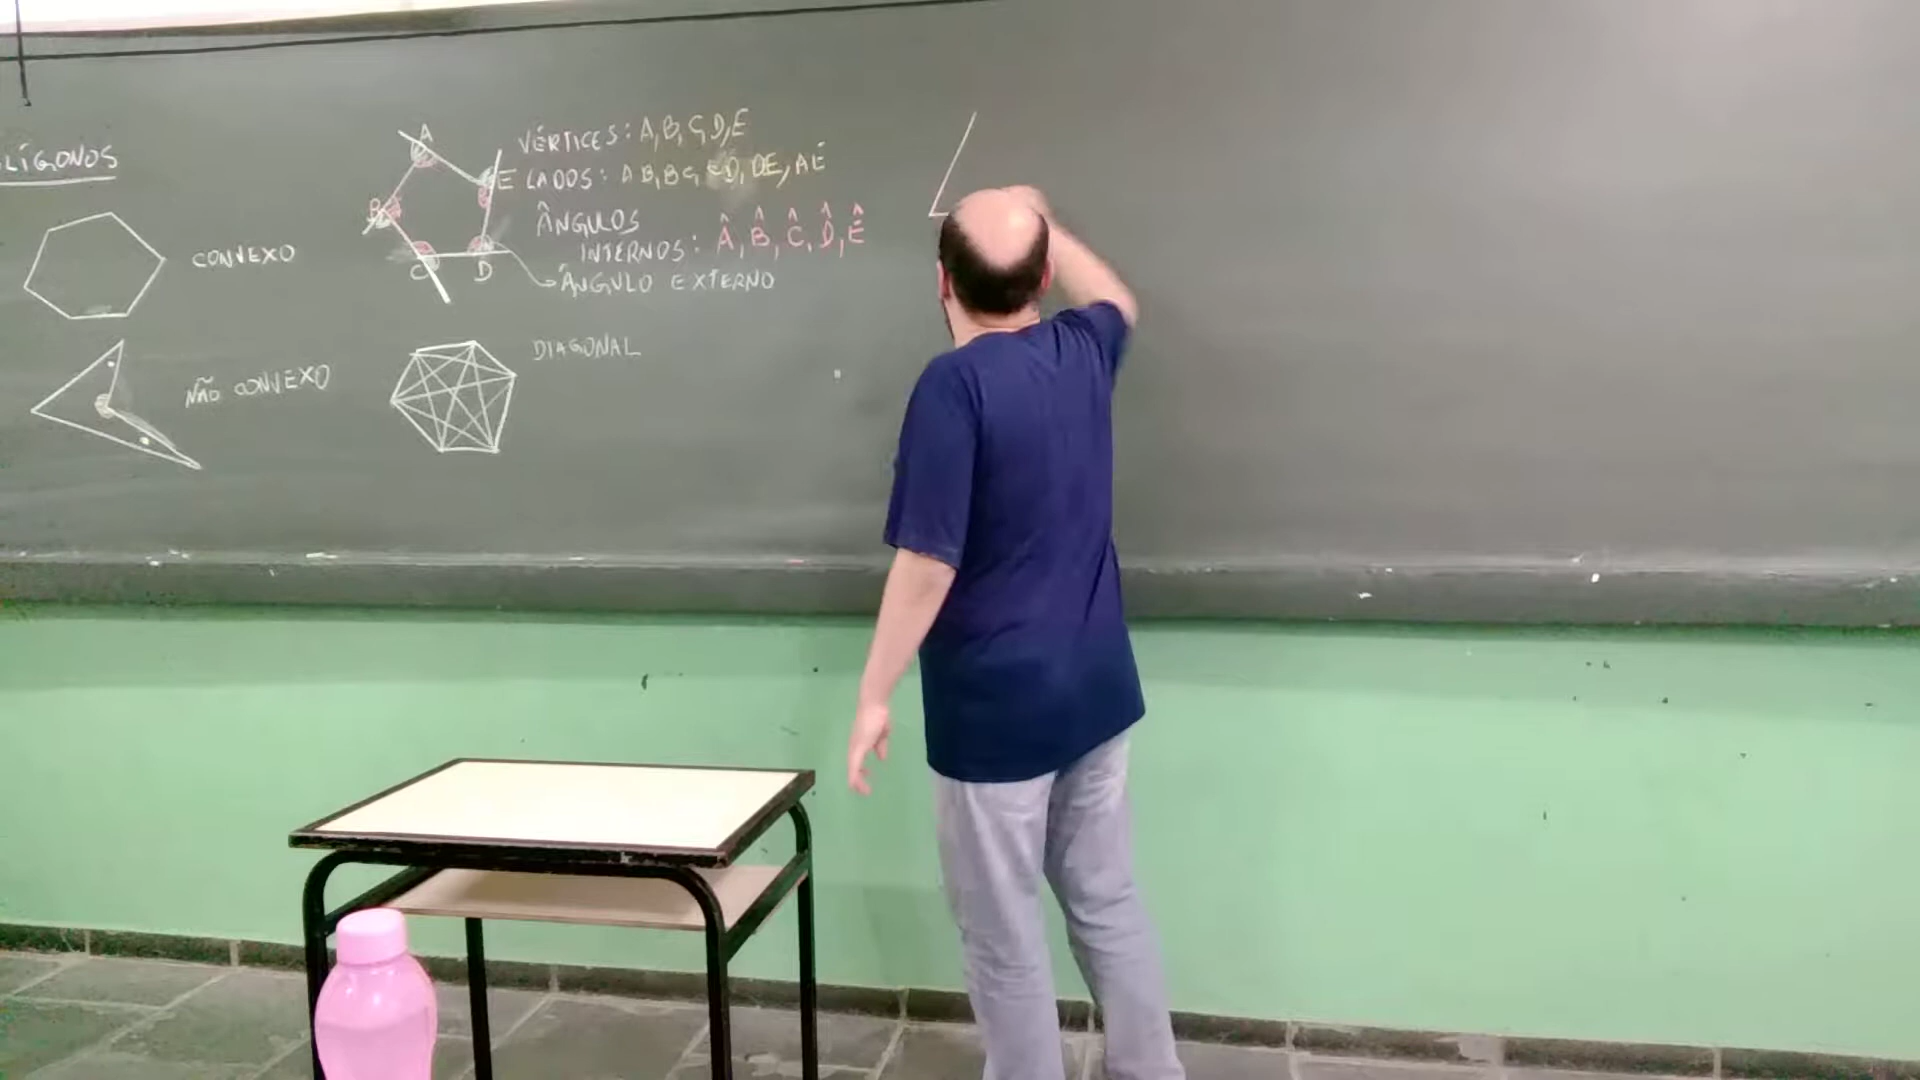 LÍGONOS
CONVEXO
NÃO CONVEXO
A
B
C
D
E
VÉRTICES: A, B, C, D, E
LADOS: AB, BC, CD, DE, AE
ÂNGULOS
INTERNOS: Â, B̂, Ĉ, D̂, Ê
ÂNGULO EXTERNO
DIAGONAL